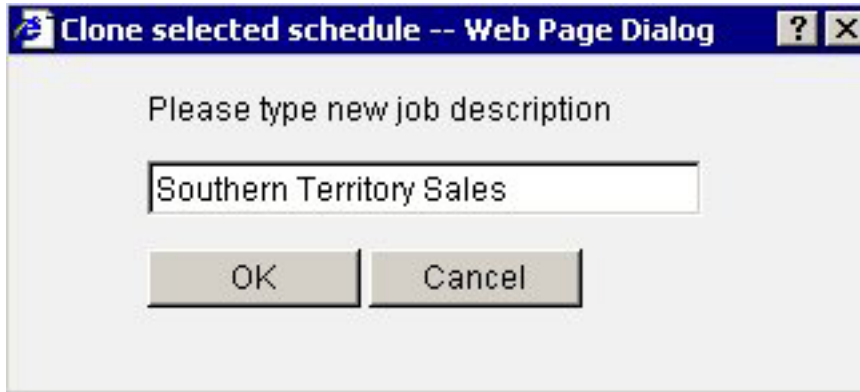 Clone selected schedule -- Web Page Dialog ? X
Please type new job description
Southern Territory Sales
OK Cancel